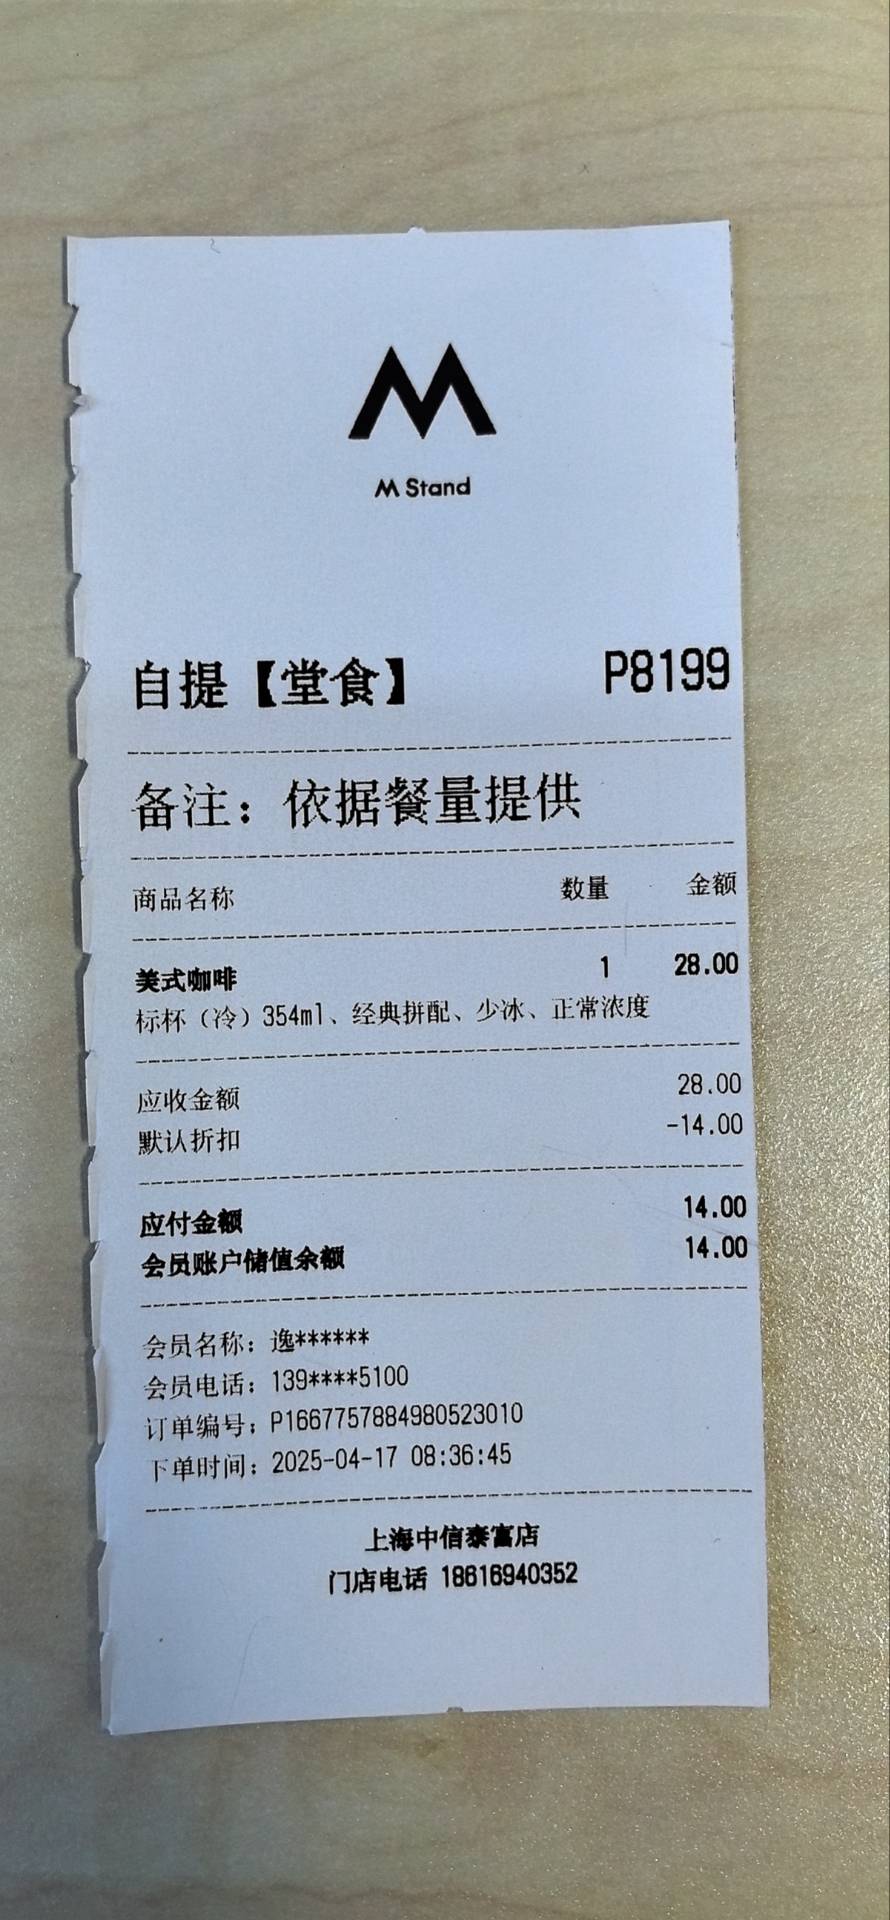 M Stand
自提【堂食】 P8199
备注：依据餐量提供
商品名称 数量 金额
美式咖啡 1 28.00
标杯（冷）354ml、经典拼配、少冰、正常浓度
应收金额 28.00
默认折扣 -14.00
应付金额 14.00
会员账户储值余额 14.00
会员名称：逸******
会员电话：139****5100
订单编号：P1667757884980523010
下单时间：2025-04-17 08:36:45
上海中信泰富店
门店电话 18616940352